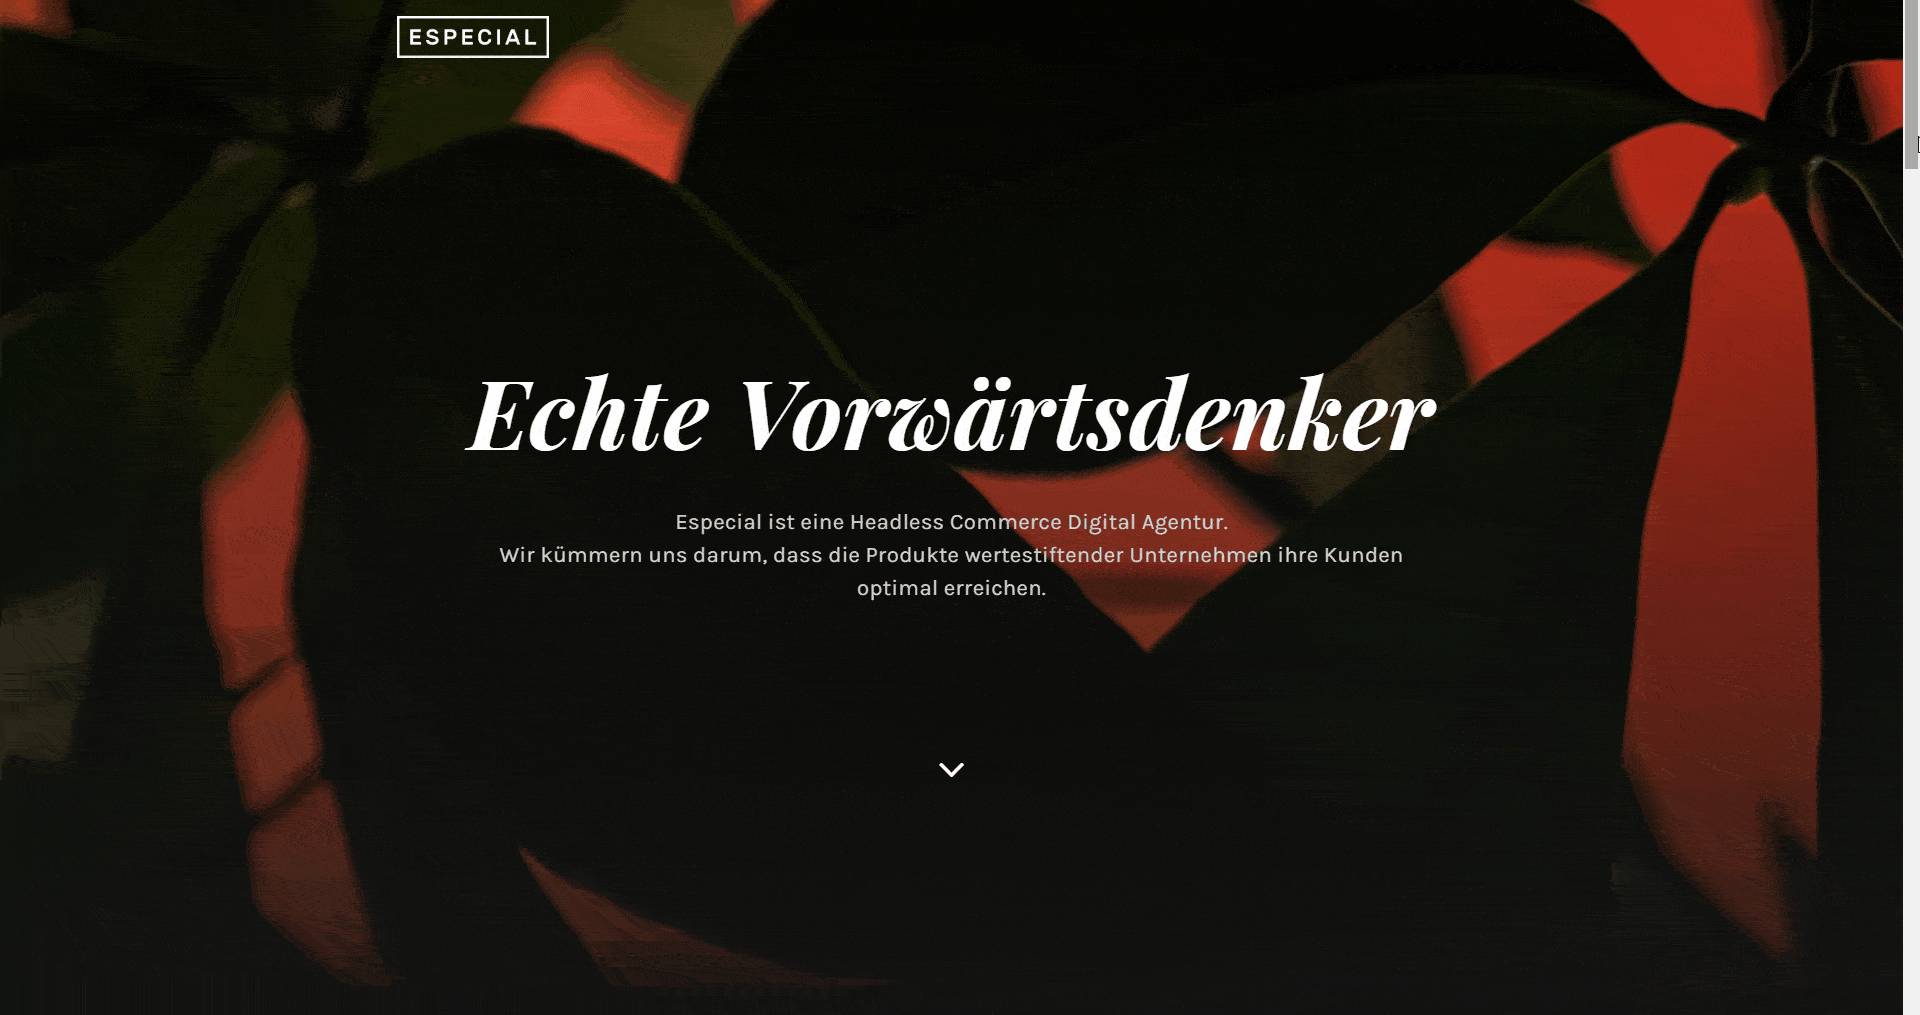 ESPECIAL
Echte Vorwärtsdenker
Especial ist eine Headless Commerce Digital Agentur.
Wir kümmern uns darum, dass die Produkte wertestiftender Unternehmen ihre Kunden
optimal erreichen.